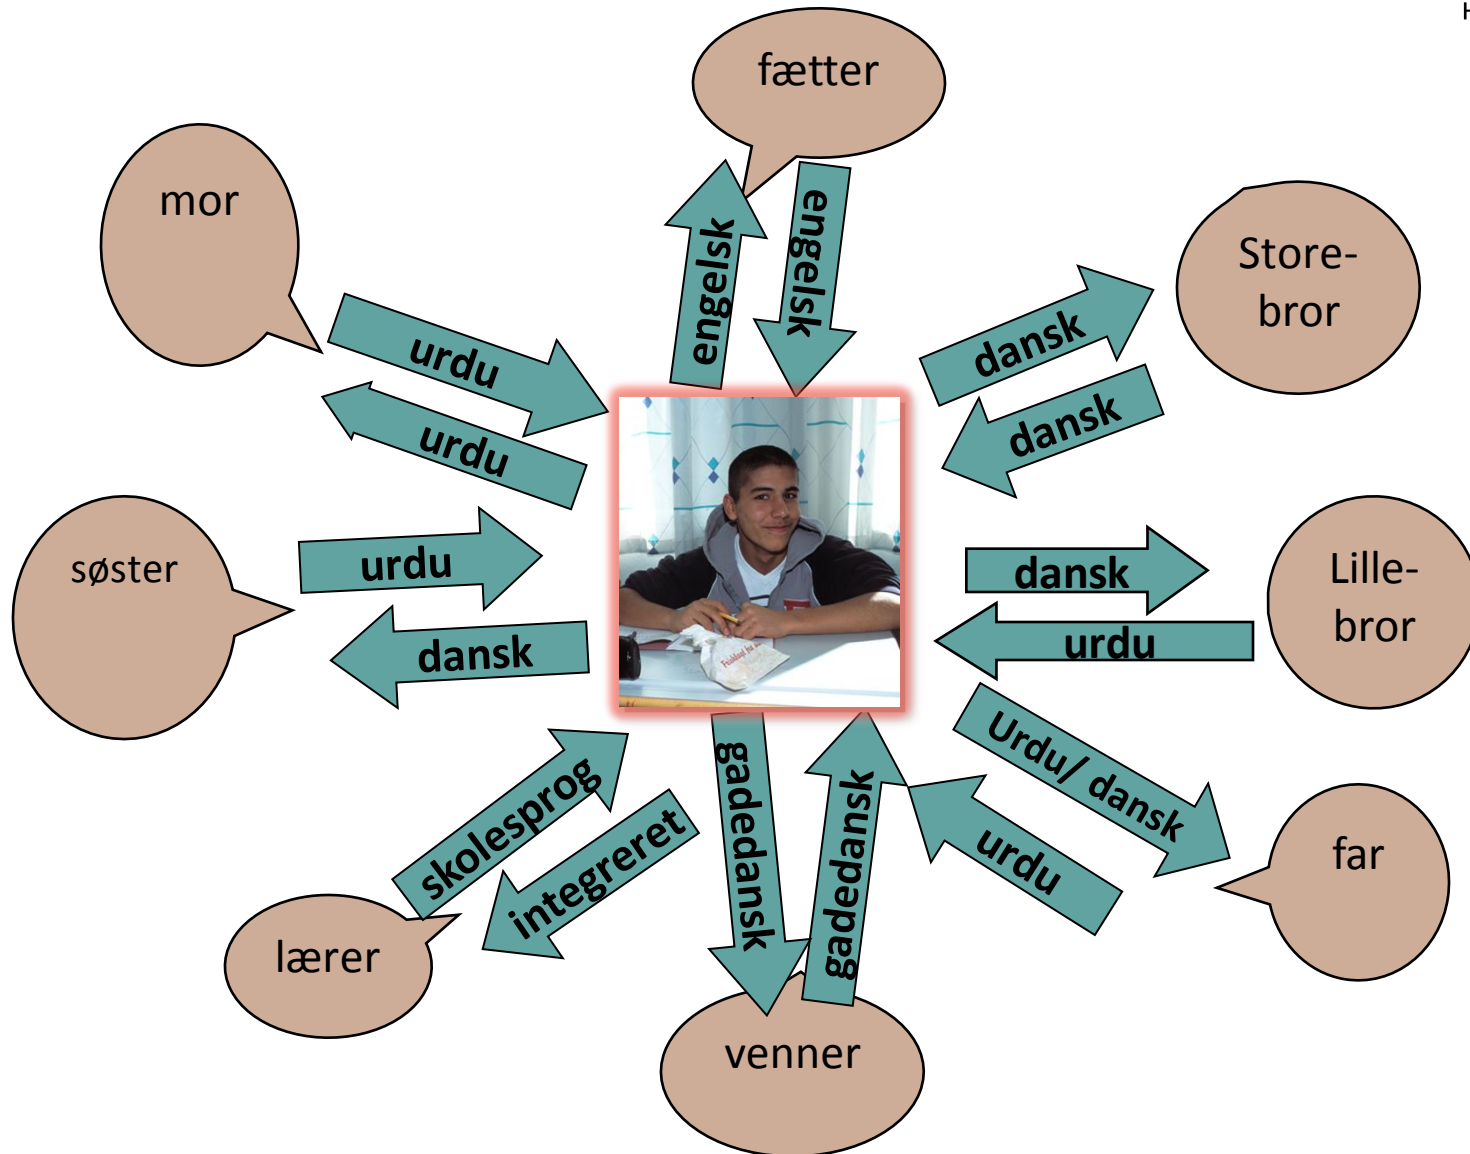 fætter
mor
Store-
bror
engelsk
engelsk
dansk
dansk
urdu
urdu
søster
urdu
dansk
dansk
urdu
Lille-
bror
Urdu/ dansk
urdu
far
skolesprog
integreret
gadedansk
gadedansk
lærer
venner